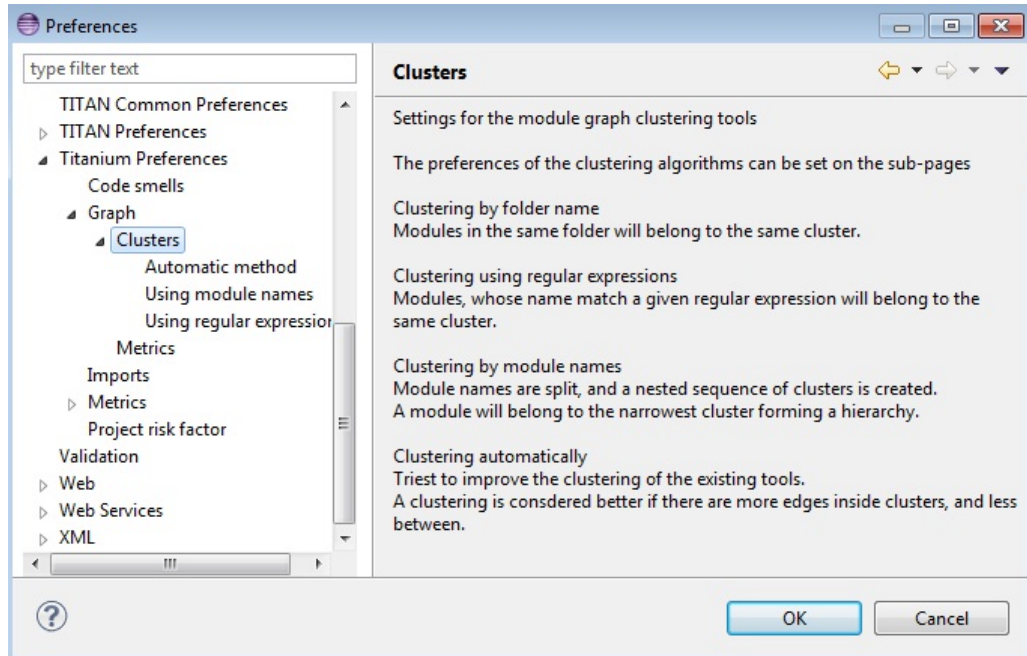 Preferences
type filter text
TITAN Common Preferences
TITAN Preferences
Titanium Preferences
Code smells
Graph
Clusters
Automatic method
Using module names
Using regular expression
Metrics
Imports
Metrics
Project risk factor
Validation
Web
Web Services
XML
Clusters
Settings for the module graph clustering tools
The preferences of the clustering algorithms can be set on the sub-pages
Clustering by folder name
Modules in the same folder will belong to the same cluster.
Clustering using regular expressions
Modules, whose name match a given regular expression will belong to the
same cluster.
Clustering by module names
Module names are split, and a nested sequence of clusters is created.
A module will belong to the narrowest cluster forming a hierarchy.
Clustering automatically
Triest to improve the clustering of the existing tools.
A clustering is consdered better if there are more edges inside clusters, and less
between.
?
OK
Cancel